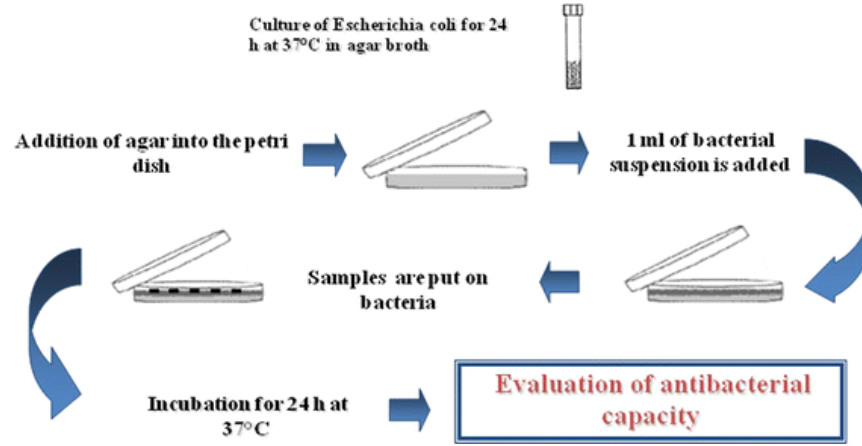 Culture of Escherichia coli for 24
h at 37°C in agar broth
Addition of agar into the petri
dish
1 ml of bacterial
suspension is added
Samples are put on
bacteria
Incubation for 24 h at
37°C
Evaluation of antibacterial
capacity